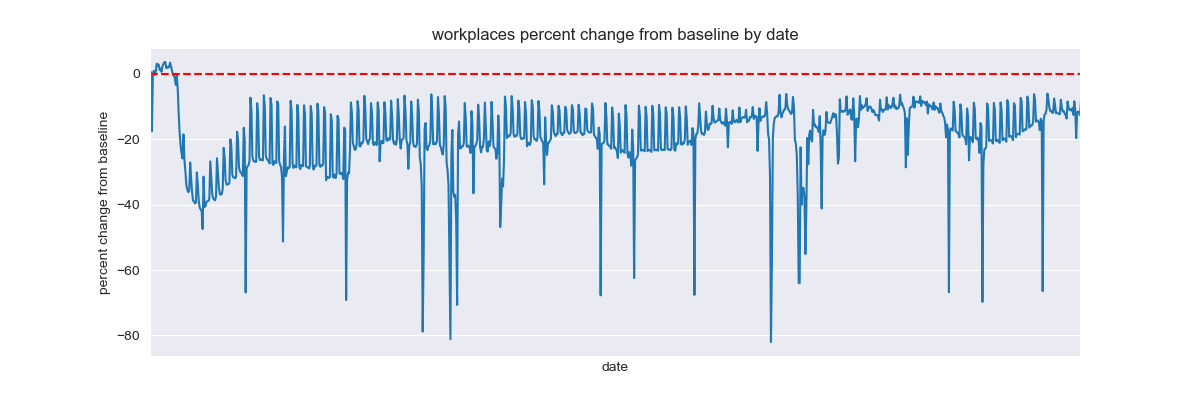 workplaces percent change from baseline by date
percent change from baseline
0
−20
−40
−60
−80
date